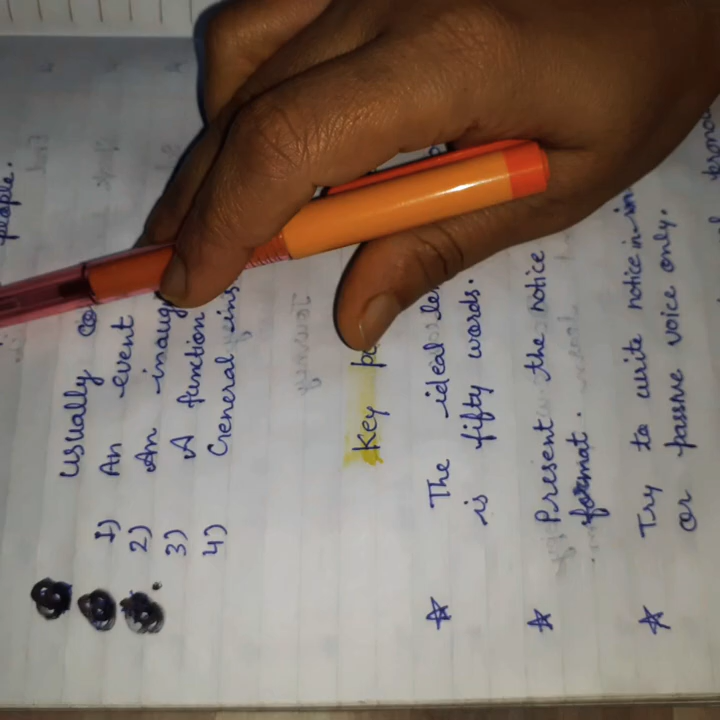 people.
Usually
1) An event
2) An
3) A function
4) General
Key
☆ The ideal
is fifty words.
☆ Present the notice
format.
☆ Try to write notice in
or passive voice only.